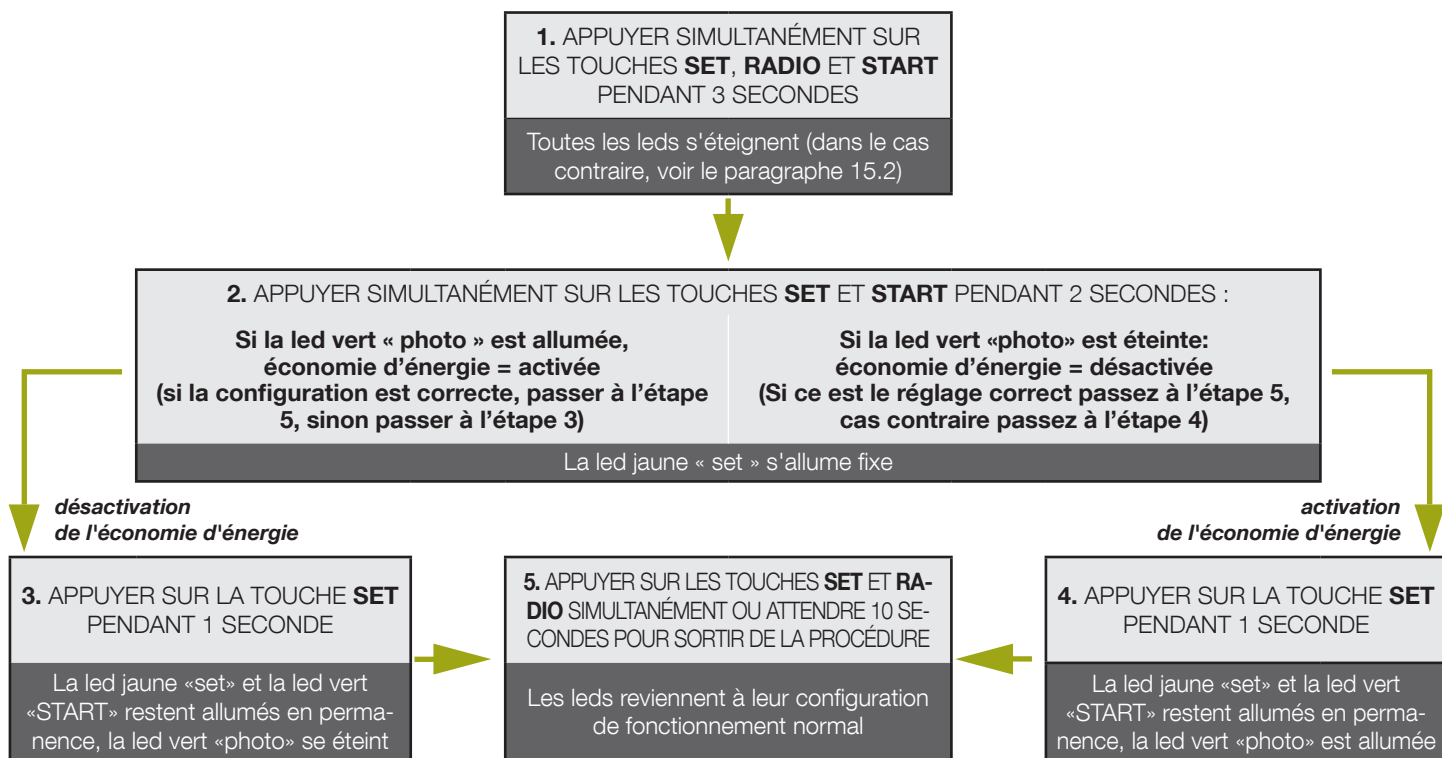 1. APPUYER SIMULTANÉMENT SUR
LES TOUCHES SET, RADIO ET START
PENDANT 3 SECONDES
Toutes les leds s'éteignent (dans le cas
contraire, voir le paragraphe 15.2)
2. APPUYER SIMULTANÉMENT SUR LES TOUCHES SET ET START PENDANT 2 SECONDES :
Si la led vert « photo » est allumée,
économie d'énergie = activée
(si la configuration est correcte, passer à l'étape
5, sinon passer à l'étape 3)
Si la led vert «photo» est éteinte:
économie d'énergie = désactivée
(Si ce est le réglage correct passez à l'étape 5,
cas contraire passez à l'étape 4)
La led jaune « set » s'allume fixe
désactivation
de l'économie d'énergie
activation
de l'économie d'énergie
3. APPUYER SUR LA TOUCHE SET
PENDANT 1 SECONDE
La led jaune «set» et la led vert
«START» restent allumés en perma-
nence, la led vert «photo» se éteint
5. APPUYER SUR LES TOUCHES SET ET RA-
DIO SIMULTANÉMENT OU ATTENDRE 10 SE-
CONDES POUR SORTIR DE LA PROCÉDURE
Les leds reviennent à leur configuration
de fonctionnement normal
4. APPUYER SUR LA TOUCHE SET
PENDANT 1 SECONDE
La led jaune «set» et la led vert
«START» restent allumés en perma-
nence, la led vert «photo» est allumée